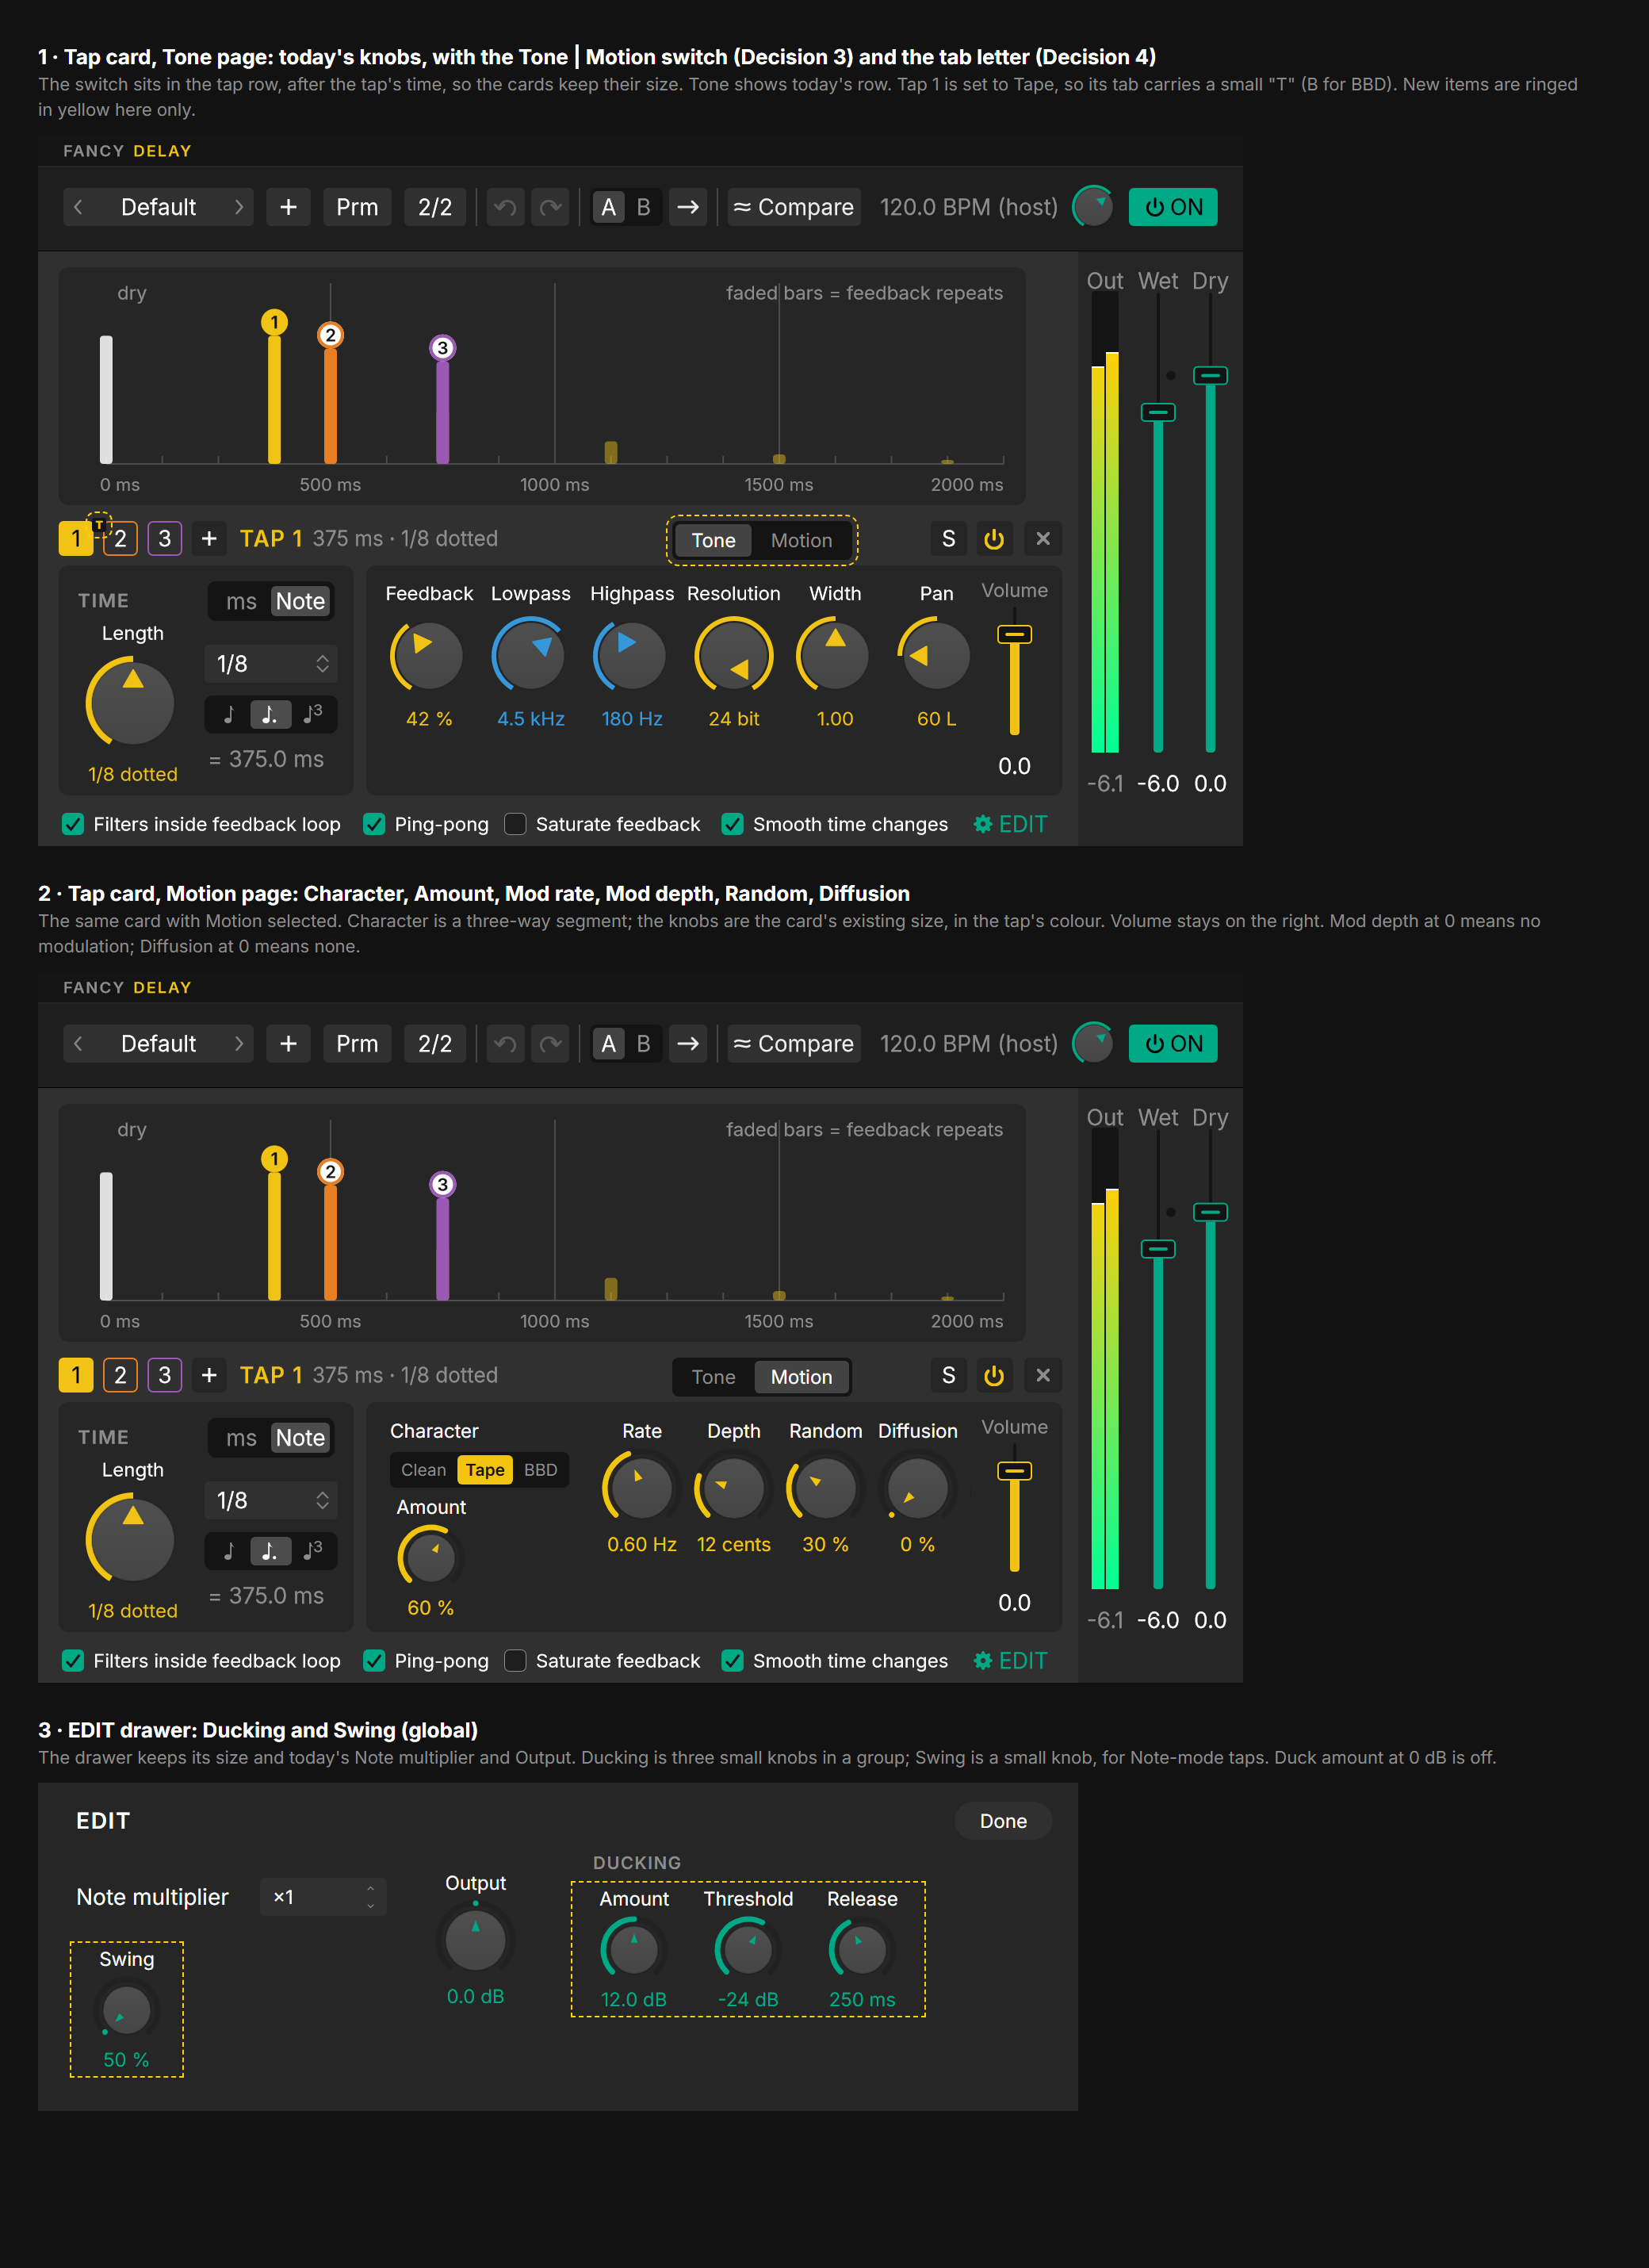 1 · Tap card, Tone page: today's knobs, with the Tone | Motion switch (Decision 3) and the tab letter (Decision 4)
The switch sits in the tap row, after the tap's time, so the cards keep their size. Tone shows today's row. Tap 1 is set to Tape, so its tab carries a small "T" (B for BBD). New items are ringed
in yellow here only.
FANCY DELAY
Default + Prm 2/2 A B → ≈ Compare 120.0 BPM (host) ON
dry faded bars = feedback repeats Out Wet Dry
1 2 3
0 ms 500 ms 1000 ms 1500 ms 2000 ms
1 T 2 3 + TAP 1 375 ms · 1/8 dotted Tone Motion S ×
TIME ms Note Feedback Lowpass Highpass Resolution Width Pan Volume
Length
1/8
3
42 % 4.5 kHz 180 Hz 24 bit 1.00 60 L
1/8 dotted = 375.0 ms 0.0 -6.1 -6.0 0.0
Filters inside feedback loop Ping-pong Saturate feedback Smooth time changes EDIT
2 · Tap card, Motion page: Character, Amount, Mod rate, Mod depth, Random, Diffusion
The same card with Motion selected. Character is a three-way segment; the knobs are the card's existing size, in the tap's colour. Volume stays on the right. Mod depth at 0 means no
modulation; Diffusion at 0 means none.
FANCY DELAY
Default + Prm 2/2 A B → ≈ Compare 120.0 BPM (host) ON
dry faded bars = feedback repeats Out Wet Dry
1 2 3
0 ms 500 ms 1000 ms 1500 ms 2000 ms
1 2 3 + TAP 1 375 ms · 1/8 dotted Tone Motion S ×
TIME ms Note Character Rate Depth Random Diffusion Volume
Length Clean Tape BBD
1/8 Amount
3
0.60 Hz 12 cents 30 % 0 %
1/8 dotted = 375.0 ms 60 % 0.0 -6.1 -6.0 0.0
Filters inside feedback loop Ping-pong Saturate feedback Smooth time changes EDIT
3 · EDIT drawer: Ducking and Swing (global)
The drawer keeps its size and today's Note multiplier and Output. Ducking is three small knobs in a group; Swing is a small knob, for Note-mode taps. Duck amount at 0 dB is off.
EDIT Done
DUCKING
Note multiplier ×1 Output Amount Threshold Release
Swing 0.0 dB 12.0 dB -24 dB 250 ms
50 %